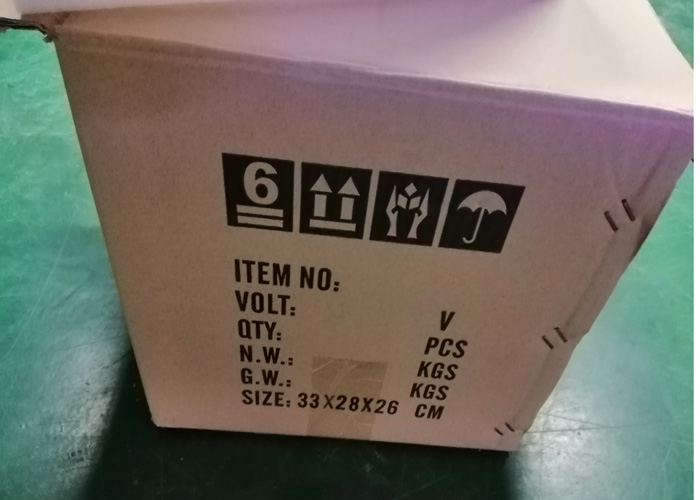 6
ITEM NO:
VOLT: V
QTY: PCS
N.W.: KGS
G.W.: KGS
SIZE: 33X28X26 CM